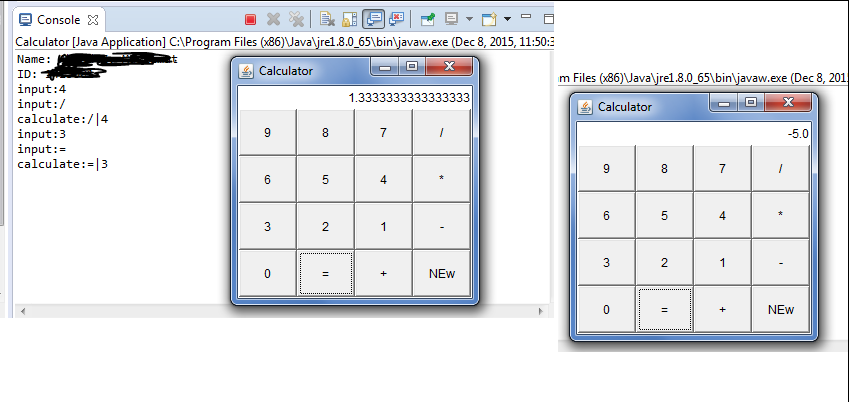 Console
Calculator [Java Application] C:\Program Files (x86)\Java\jre1.8.0_65\bin\javaw.exe (Dec 8, 2015, 11:50:3
Name:
ID:
input:4
input:/
calculate:/|4
input:3
input:=
calculate:=|3
Calculator
1.3333333333333333
9 8 7 /
6 5 4 *
3 2 1 -
0 = + NEw
m Files (x86)\Java\jre1.8.0_65\bin\javaw.exe (Dec 8, 201
Calculator
-5.0
9 8 7 /
6 5 4 *
3 2 1 -
0 = + NEw